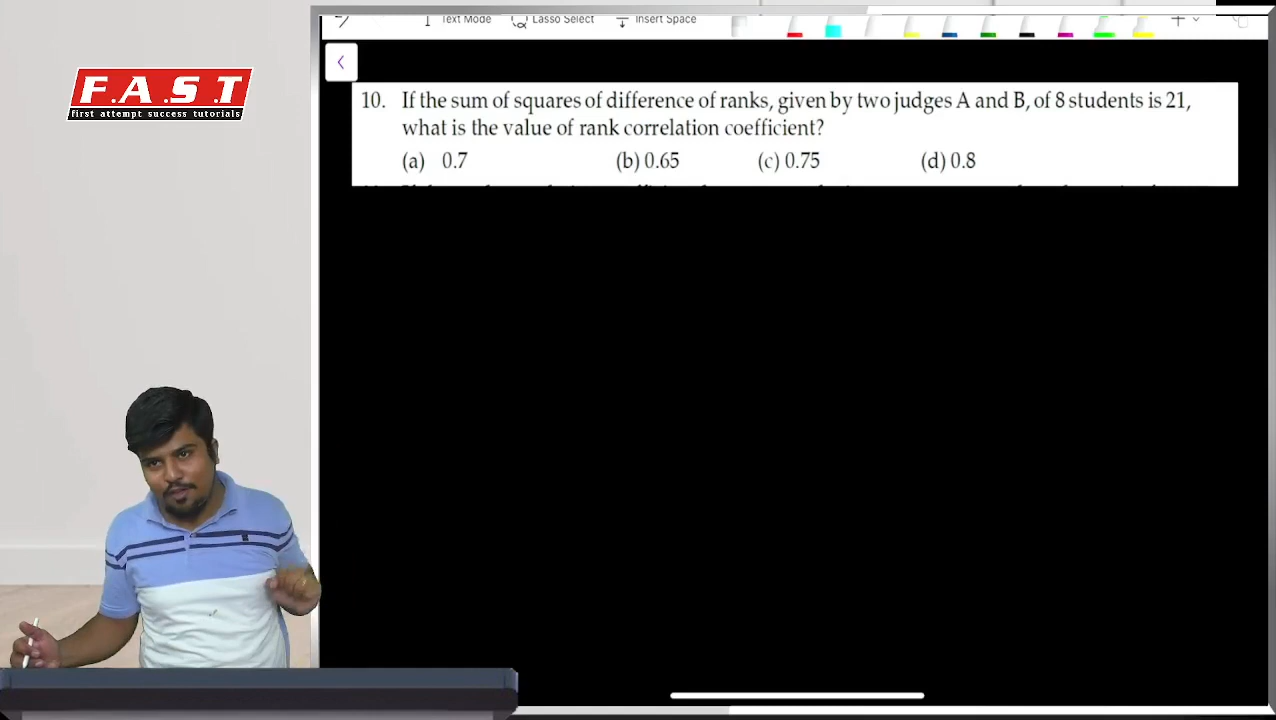 Text Mode Lasso Select Insert Space
F.A.S.T
first attempt success tutorials
10. If the sum of squares of difference of ranks, given by two judges A and B, of 8 students is 21,
what is the value of rank correlation coefficient?
(a) 0.7 (b) 0.65 (c) 0.75 (d) 0.8